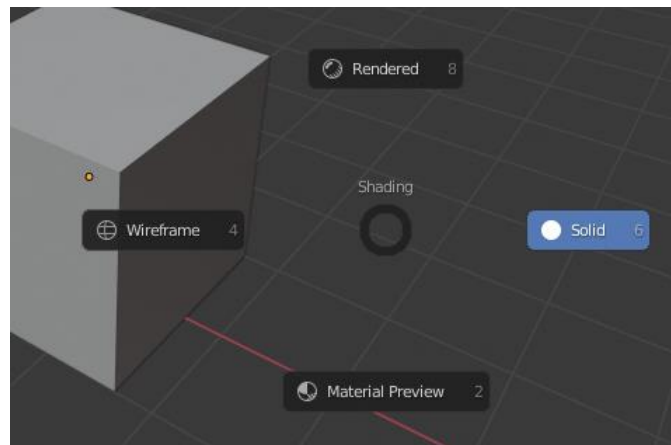 Rendered 8
Shading
Wireframe 4
Solid 6
Material Preview 2